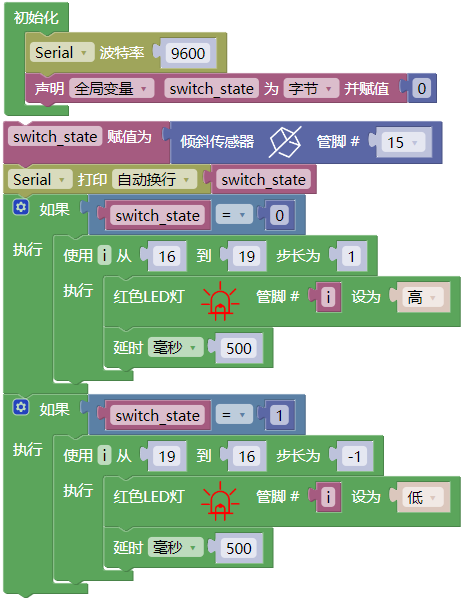 初始化
Serial 波特率 9600
声明 全局变量 switch_state 为 字节 并赋值 0
switch_state 赋值为 倾斜传感器 管脚 # 15
Serial 打印 自动换行 switch_state
如果 switch_state = 0
执行 使用 i 从 16 到 19 步长为 1
执行 红色LED灯 管脚 # i 设为 高
延时 毫秒 500
如果 switch_state = 1
执行 使用 i 从 19 到 16 步长为 -1
执行 红色LED灯 管脚 # i 设为 低
延时 毫秒 500